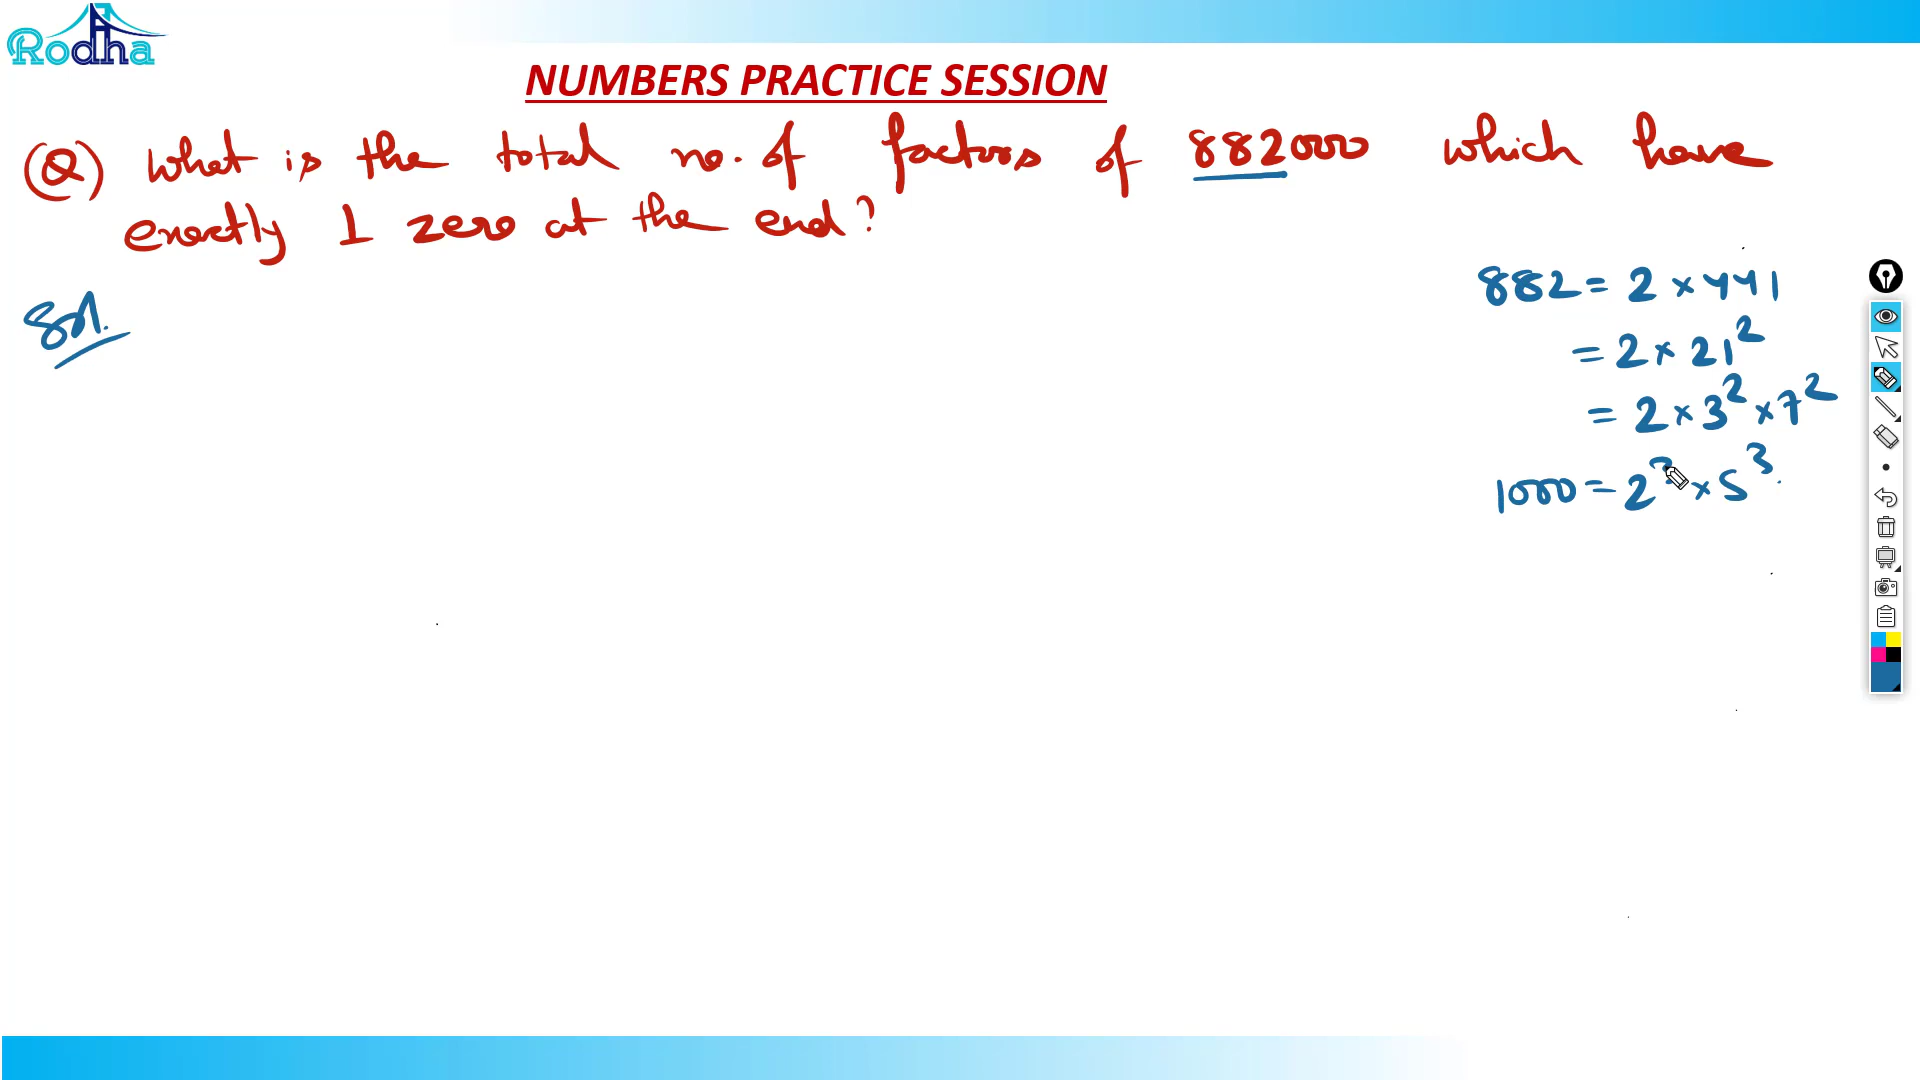 Rodha
NUMBERS PRACTICE SESSION
(Q) What is the total no. of factors of 882000 which have
exactly 1 zero at the end?
Sol.
882 = 2 × 441
= 2 × 21²
= 2 × 3² × 7²
1000 = 2³ × 5³